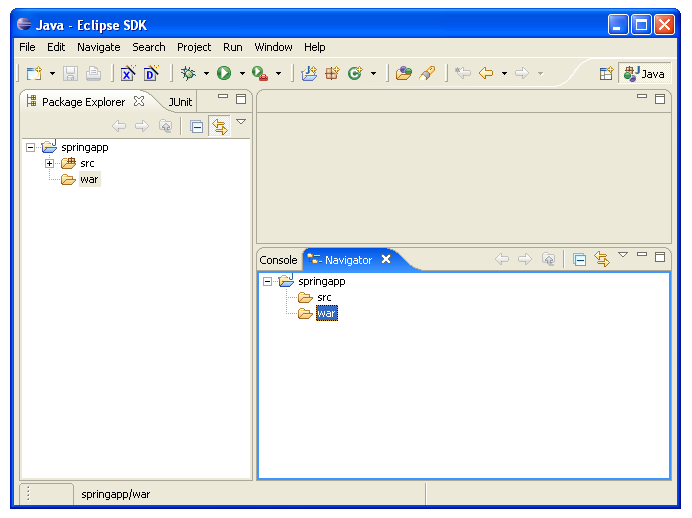 Java - Eclipse SDK
File Edit Navigate Search Project Run Window Help
Java
Package Explorer JUnit
springapp
src
war
Console Navigator
springapp
src
war
springapp/war